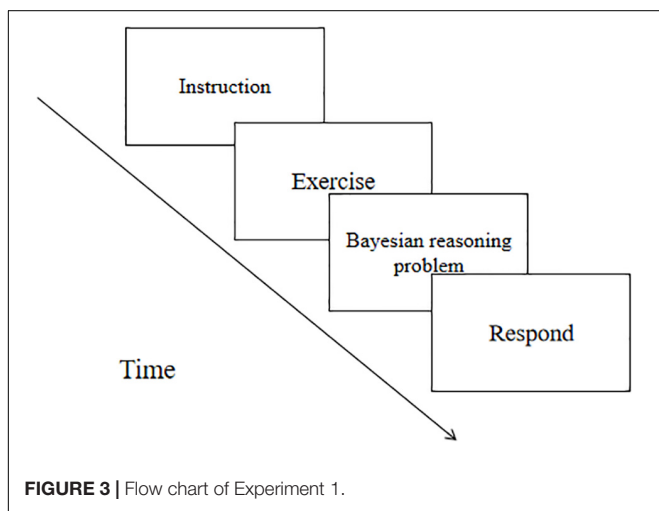 Instruction
Exercise
Bayesian reasoning
problem
Respond
Time
FIGURE 3 | Flow chart of Experiment 1.